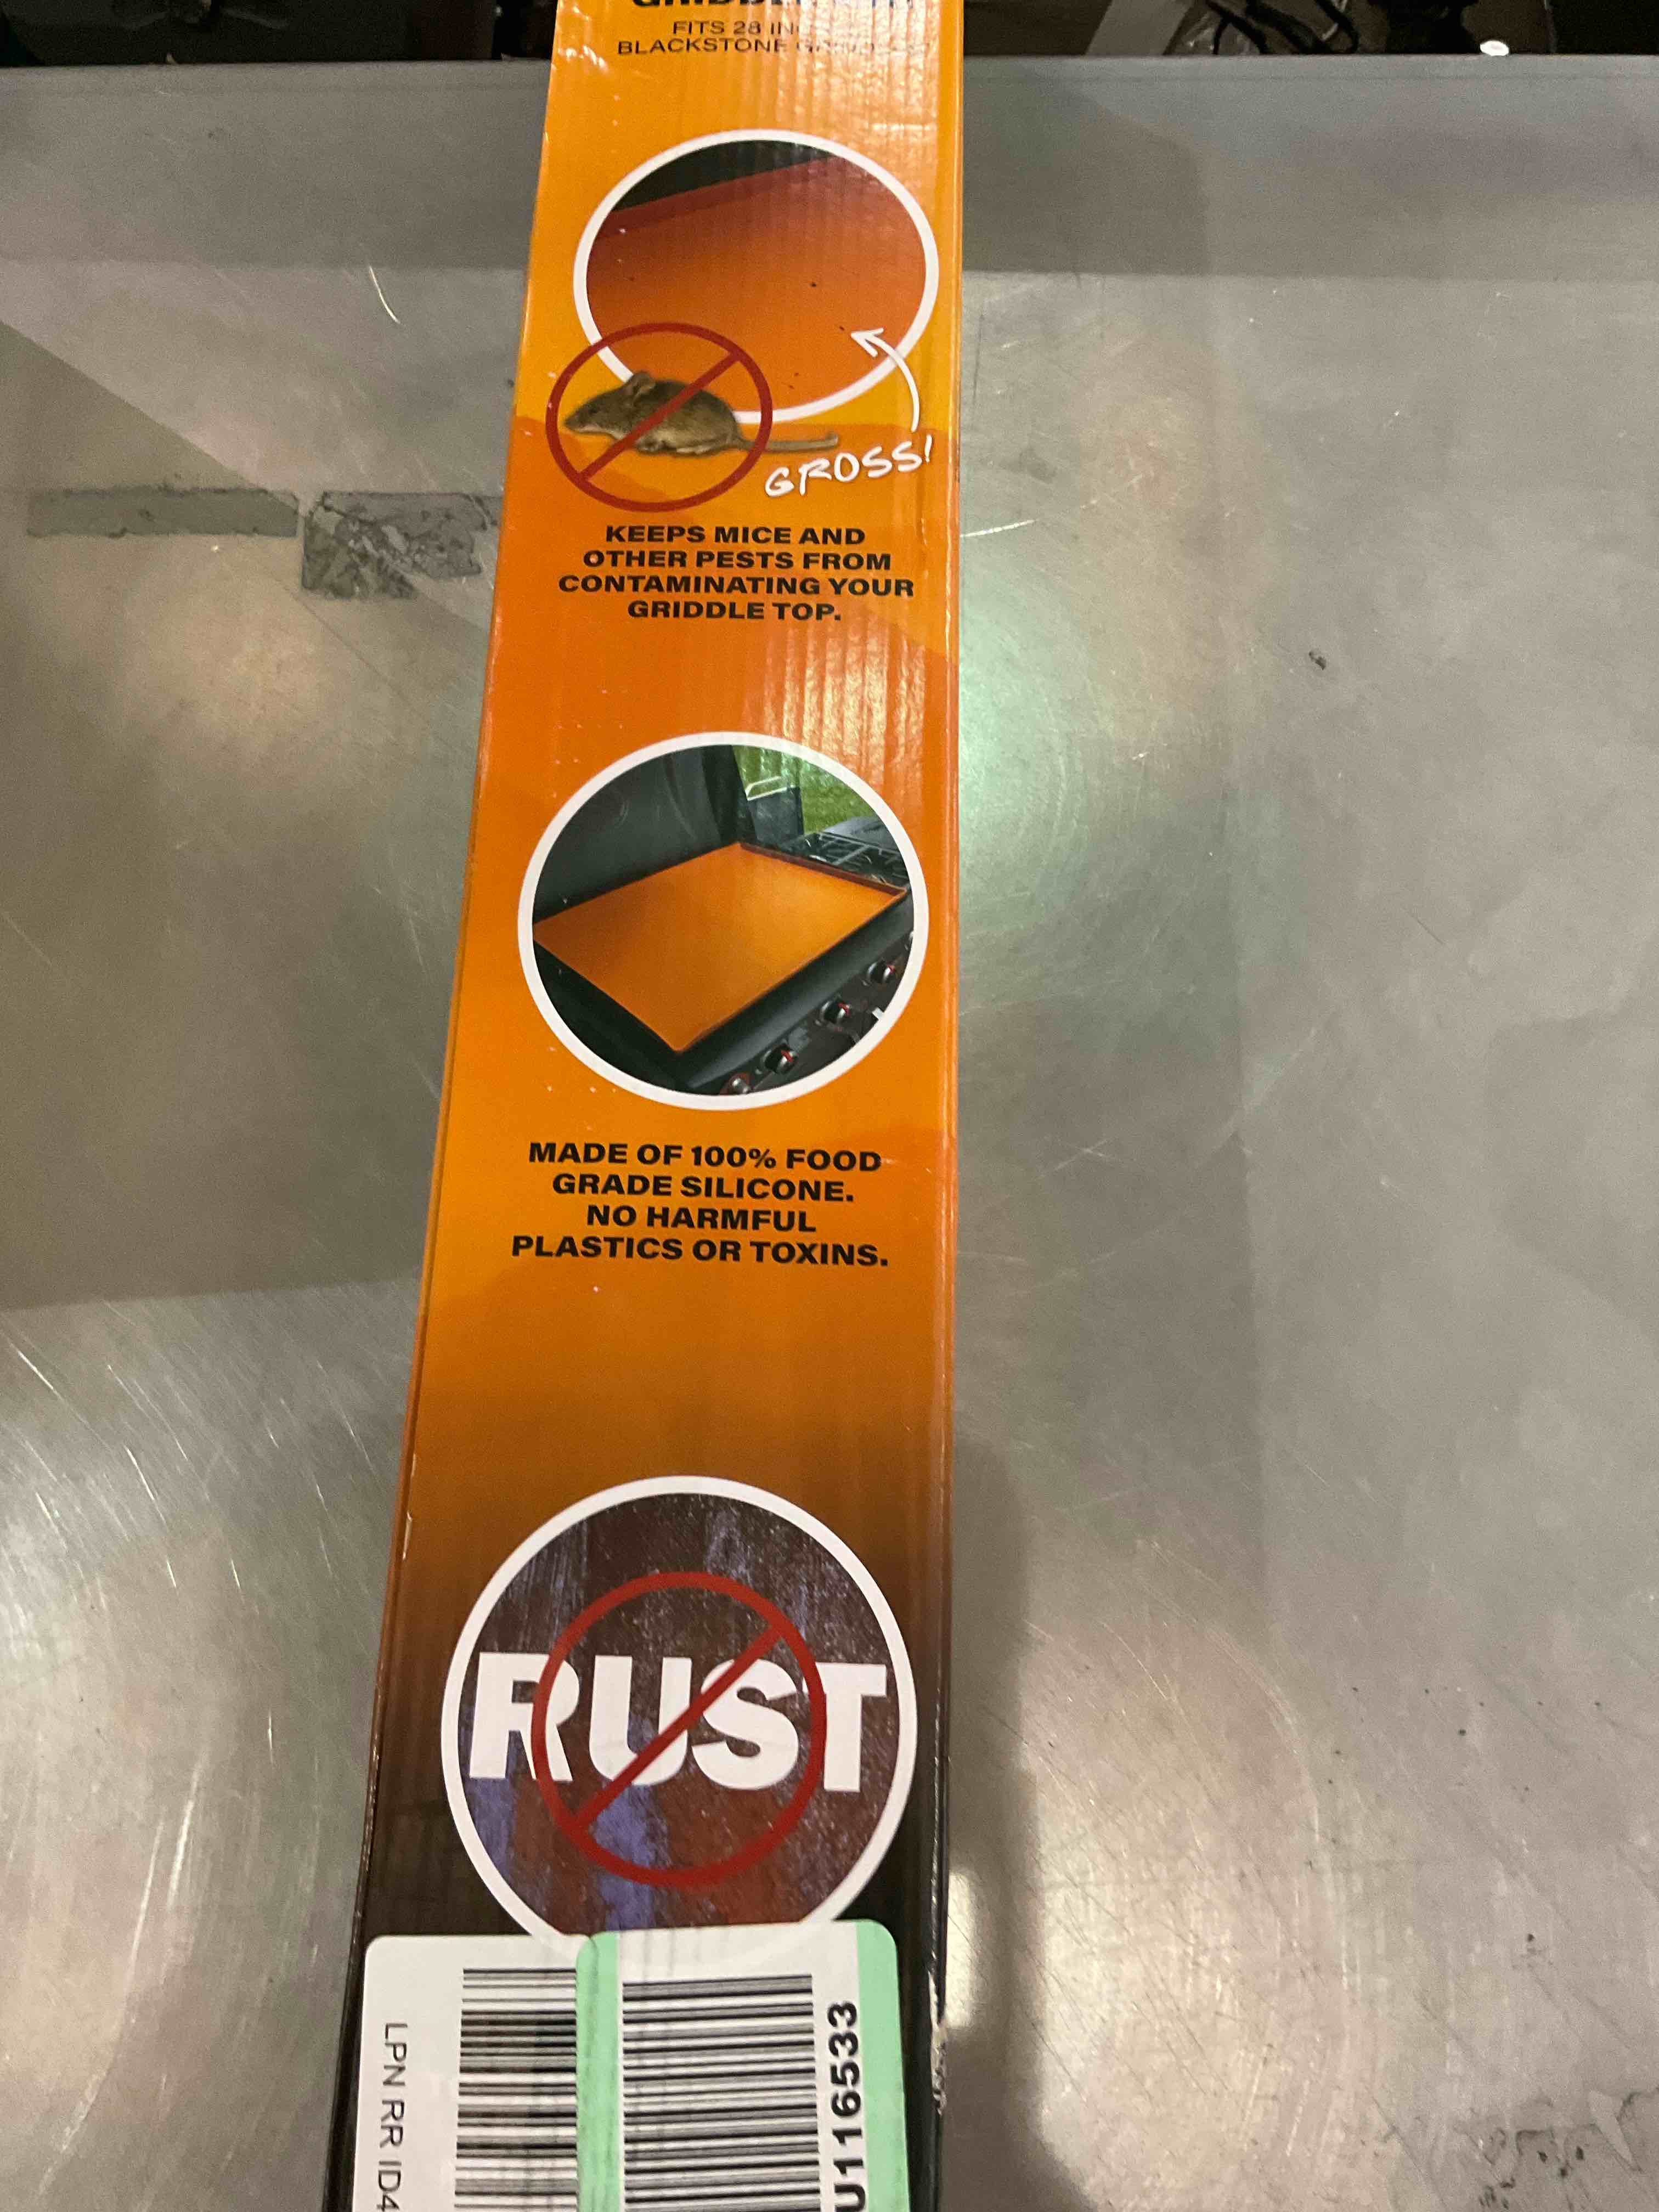 FITS 28 IN
BLACKSTONE
GROSS!
KEEPS MICE AND
OTHER PESTS FROM
CONTAMINATING YOUR
GRIDDLE TOP.
MADE OF 100% FOOD
GRADE SILICONE.
NO HARMFUL
PLASTICS OR TOXINS.
RUST
LPN RR ID4
U116533